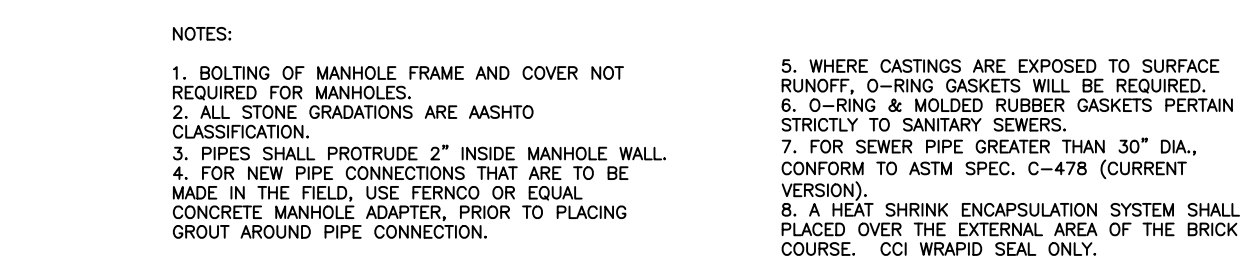 NOTES:
1. BOLTING OF MANHOLE FRAME AND COVER NOT
REQUIRED FOR MANHOLES.
2. ALL STONE GRADATIONS ARE AASHTO
CLASSIFICATION.
3. PIPES SHALL PROTRUDE 2" INSIDE MANHOLE WALL.
4. FOR NEW PIPE CONNECTIONS THAT ARE TO BE
MADE IN THE FIELD, USE FERNCO OR EQUAL
CONCRETE MANHOLE ADAPTER, PRIOR TO PLACING
GROUT AROUND PIPE CONNECTION.
5. WHERE CASTINGS ARE EXPOSED TO SURFACE
RUNOFF, O-RING GASKETS WILL BE REQUIRED.
6. O-RING & MOLDED RUBBER GASKETS PERTAIN
STRICTLY TO SANITARY SEWERS.
7. FOR SEWER PIPE GREATER THAN 30" DIA.,
CONFORM TO ASTM SPEC. C-478 (CURRENT
VERSION).
8. A HEAT SHRINK ENCAPSULATION SYSTEM SHALL
PLACED OVER THE EXTERNAL AREA OF THE BRICK
COURSE. CCI WRAPID SEAL ONLY.